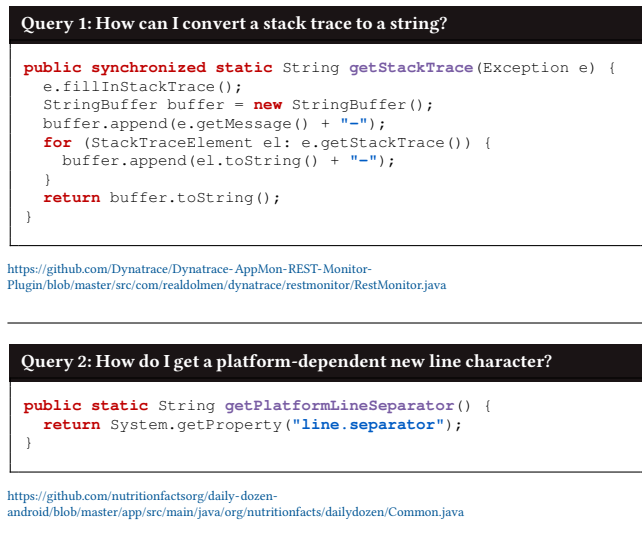 Query 1: How can I convert a stack trace to a string?
public synchronized static String getStackTrace(Exception e) {
  e.fillInStackTrace();
  StringBuffer buffer = new StringBuffer();
  buffer.append(e.getMessage() + "-");
  for (StackTraceElement el: e.getStackTrace()) {
    buffer.append(el.toString() + "-");
  }
  return buffer.toString();
}
https://github.com/Dynatrace/Dynatrace-AppMon-REST-Monitor-
Plugin/blob/master/src/com/realdolmen/dynatrace/restmonitor/RestMonitor.java
Query 2: How do I get a platform-dependent new line character?
public static String getPlatformLineSeparator() {
  return System.getProperty("line.separator");
}
https://github.com/nutritionfactsorg/daily-dozen-
android/blob/master/app/src/main/java/org/nutritionfacts/dailydozen/Common.java